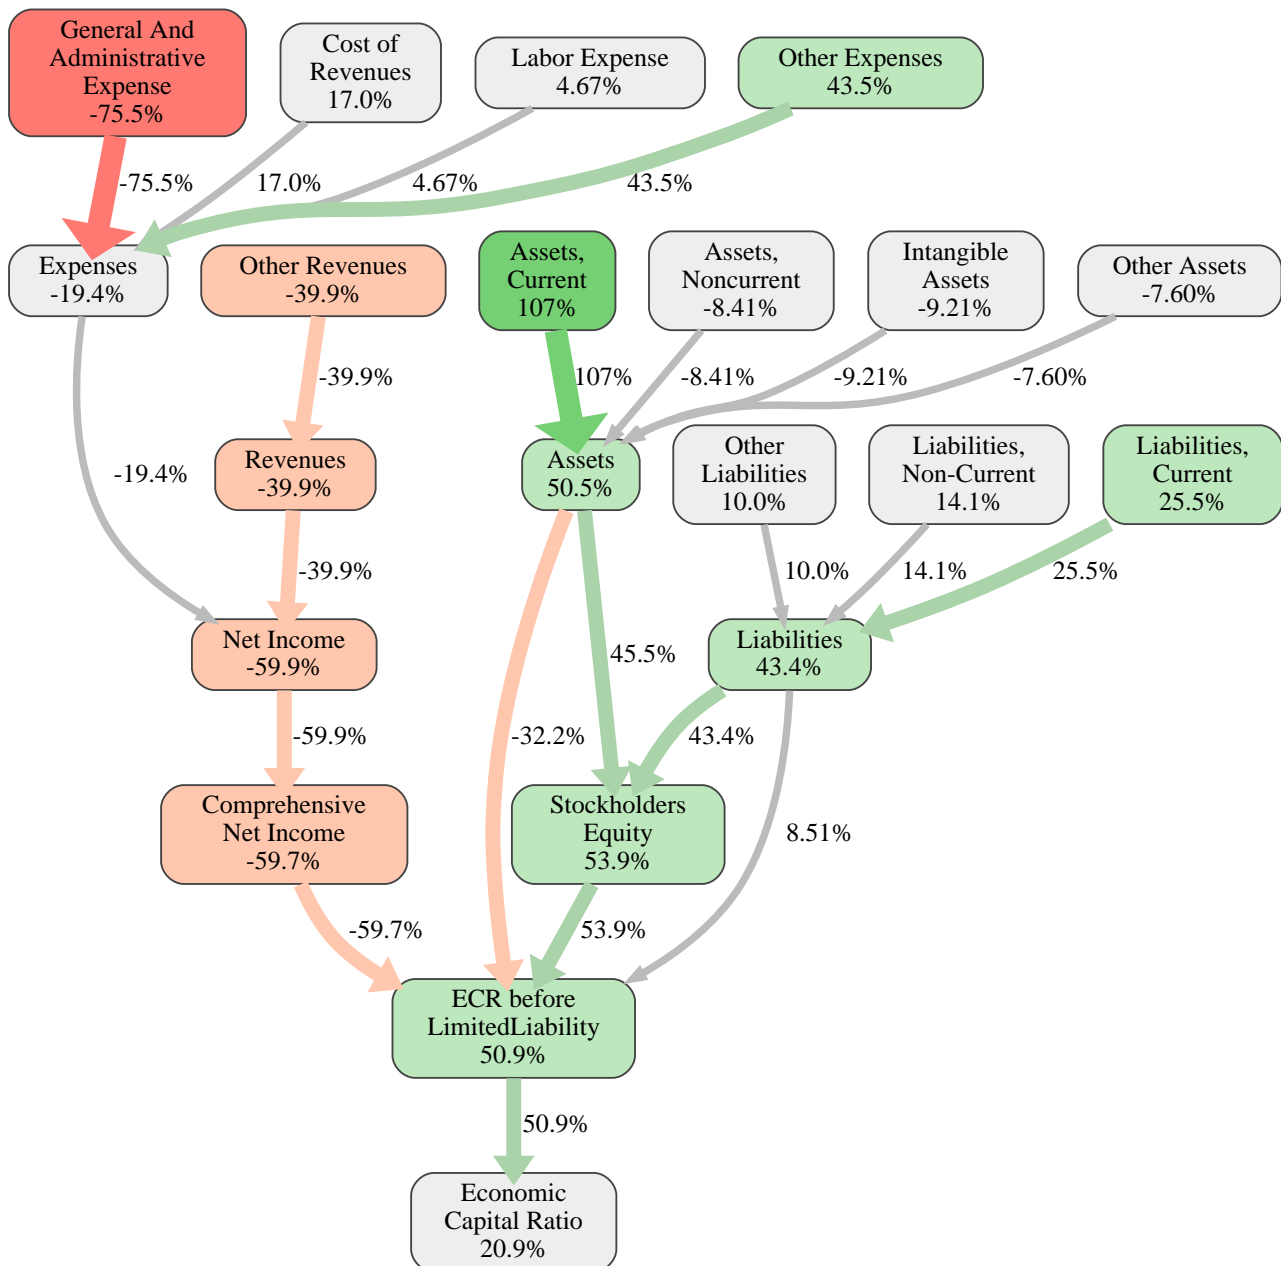 General And
Administrative
Expense
-75.5%
Cost of
Revenues
17.0%
Labor Expense
4.67%
Other Expenses
43.5%
-75.5%
17.0%
4.67%
43.5%
Expenses
-19.4%
Other Revenues
-39.9%
Assets,
Current
107%
Assets,
Noncurrent
-8.41%
Intangible
Assets
-9.21%
Other Assets
-7.60%
-39.9%
107%
-8.41%
-9.21%
-7.60%
Revenues
-39.9%
Assets
50.5%
Other
Liabilities
10.0%
Liabilities,
Non-Current
14.1%
Liabilities,
Current
25.5%
-19.4%
-39.9%
10.0%
14.1%
25.5%
Net Income
-59.9%
45.5%
Liabilities
43.4%
-59.9%
-32.2%
43.4%
Comprehensive
Net Income
-59.7%
Stockholders
Equity
53.9%
8.51%
-59.7%
53.9%
ECR before
LimitedLiability
50.9%
50.9%
Economic
Capital Ratio
20.9%